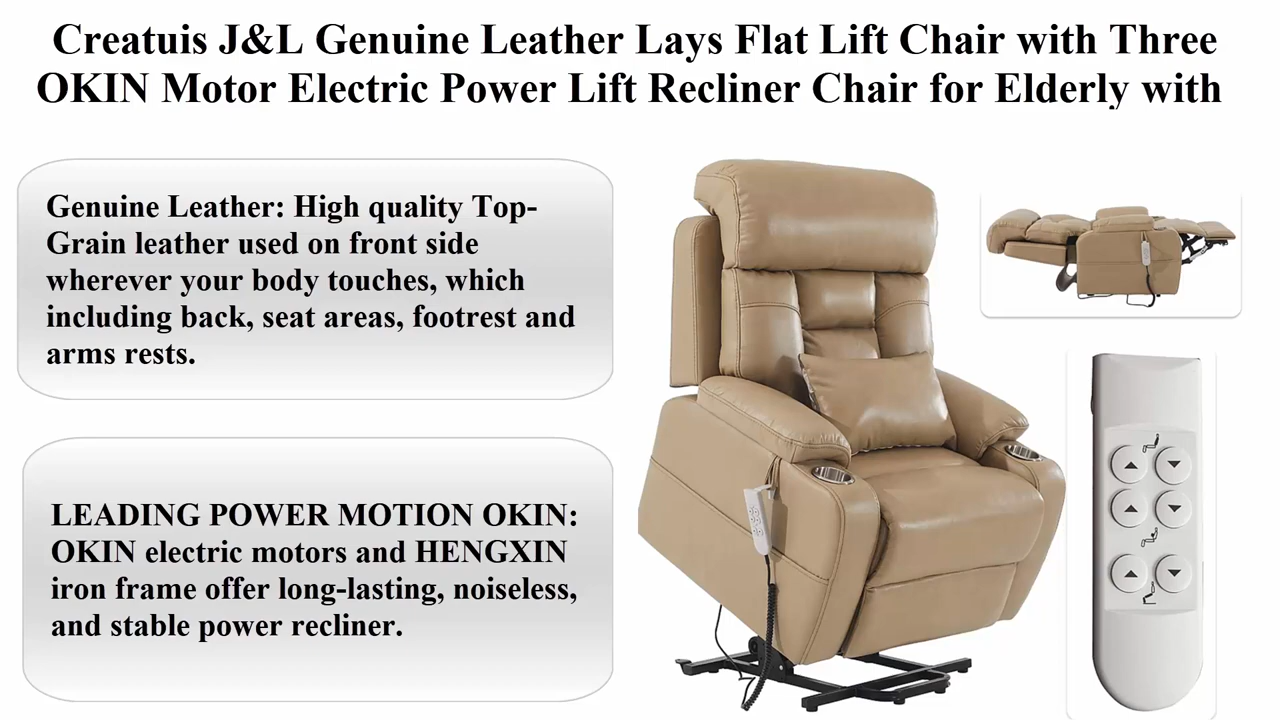 Creatuis J&L Genuine Leather Lays Flat Lift Chair with Three
OKIN Motor Electric Power Lift Recliner Chair for Elderly with
Genuine Leather: High quality Top-
Grain leather used on front side
wherever your body touches, which
including back, seat areas, footrest and
arms rests.
LEADING POWER MOTION OKIN:
OKIN electric motors and HENGXIN
iron frame offer long-lasting, noiseless,
and stable power recliner.